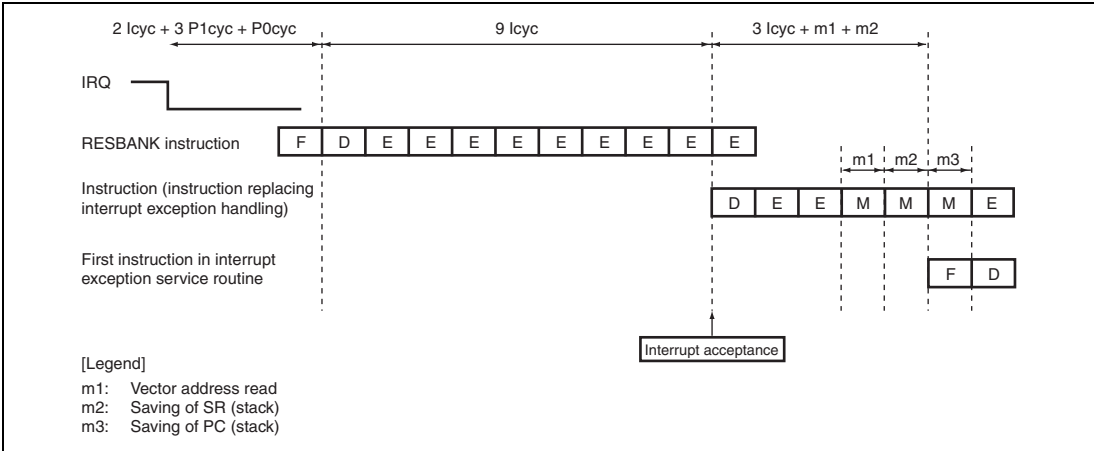 2 Icyc + 3 P1cyc + P0cyc 9 Icyc 3 Icyc + m1 + m2
IRQ
RESBANK instruction F D E E E E E E E E E
m1 m2 m3
Instruction (instruction replacing
interrupt exception handling) D E E M M M E
First instruction in interrupt
exception service routine F D
Interrupt acceptance
[Legend]
m1: Vector address read
m2: Saving of SR (stack)
m3: Saving of PC (stack)